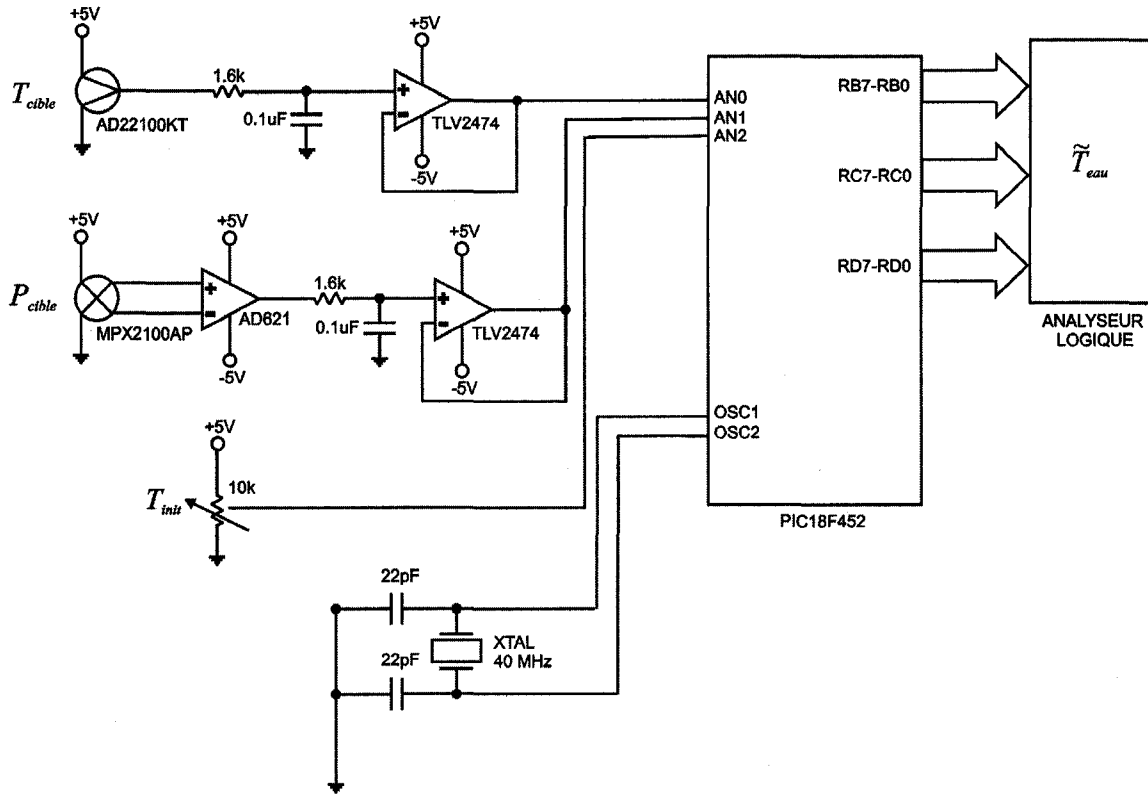 +5V
T_cible
AD22100KT
1.6k
0.1uF
+5V
TLV2474
-5V
+5V
P_cible
MPX2100AP
+5V
AD621
-5V
1.6k
0.1uF
+5V
TLV2474
-5V
+5V
T_init
10k
22pF
22pF
XTAL
40 MHz
AN0
AN1
AN2
OSC1
OSC2
RB7-RB0
RC7-RC0
RD7-RD0
PIC18F452
T̃_eau
ANALYSEUR
LOGIQUE